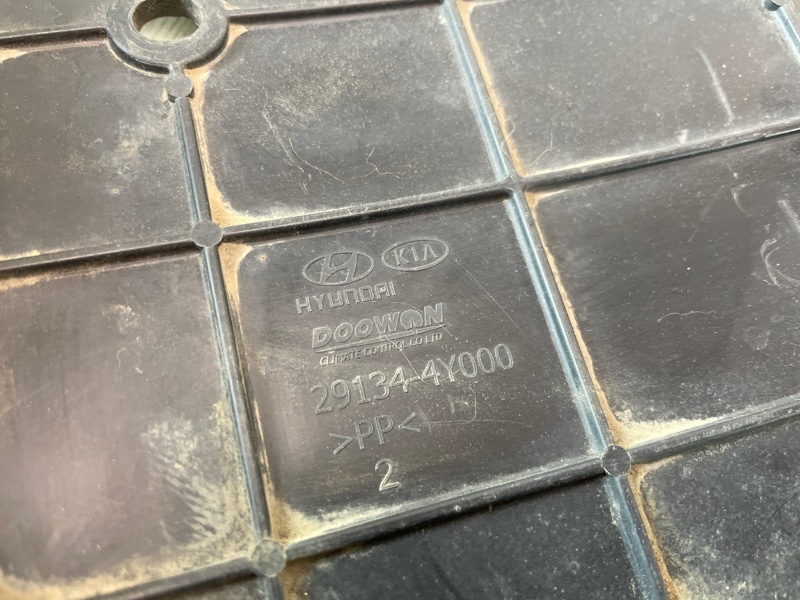 KIA
HYUNDAI
DOOWON
CLIMATE CONTROL CO LTD
29134-4Y000
>PP<
2